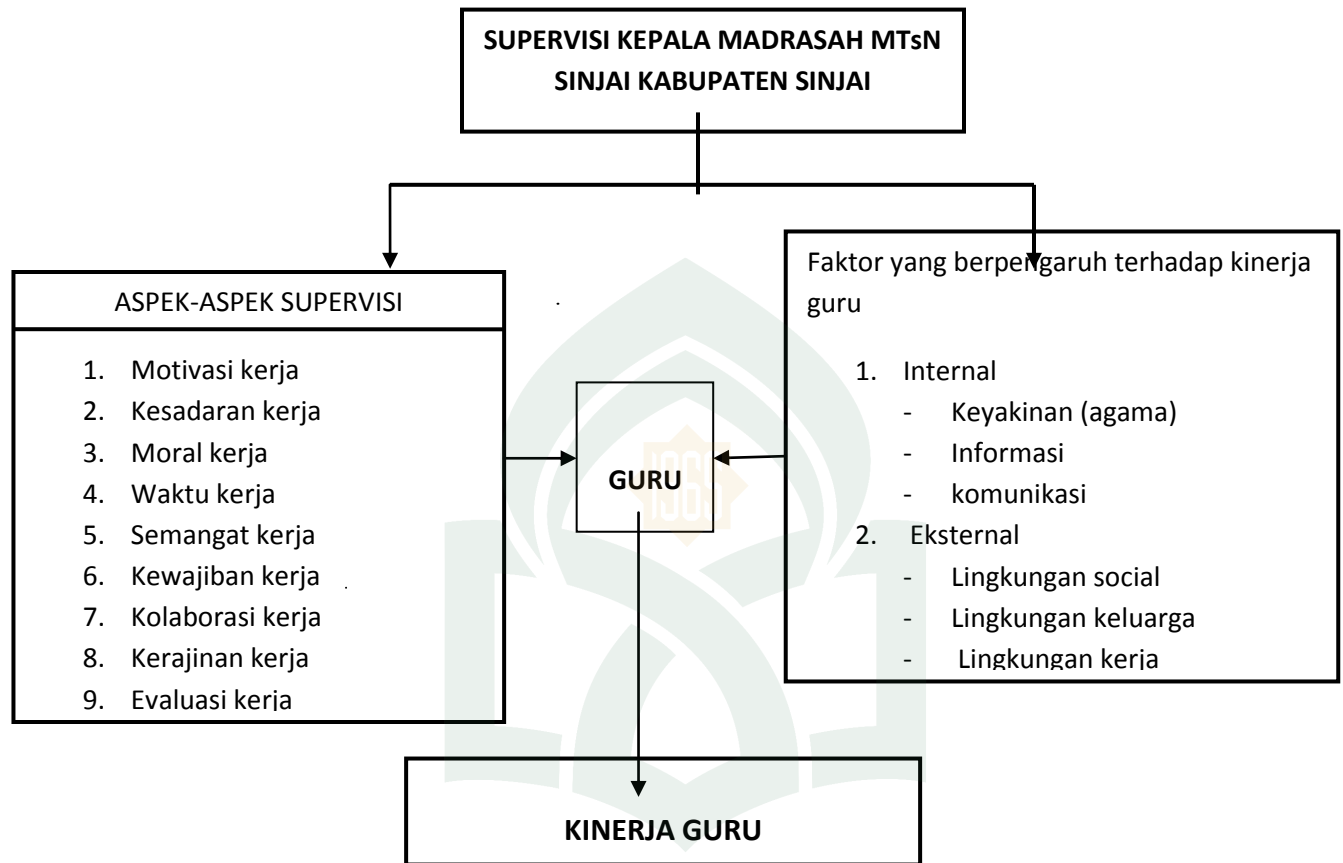 SUPERVISI KEPALA MADRASAH MTsN
SINJAI KABUPATEN SINJAI
ASPEK-ASPEK SUPERVISI
1. Motivasi kerja
2. Kesadaran kerja
3. Moral kerja
4. Waktu kerja
5. Semangat kerja
6. Kewajiban kerja
7. Kolaborasi kerja
8. Kerajinan kerja
9. Evaluasi kerja
GURU
1965
Faktor yang berpengaruh terhadap kinerja
guru
1. Internal
- Keyakinan (agama)
- Informasi
- komunikasi
2. Eksternal
- Lingkungan social
- Lingkungan keluarga
- Lingkungan kerja
KINERJA GURU